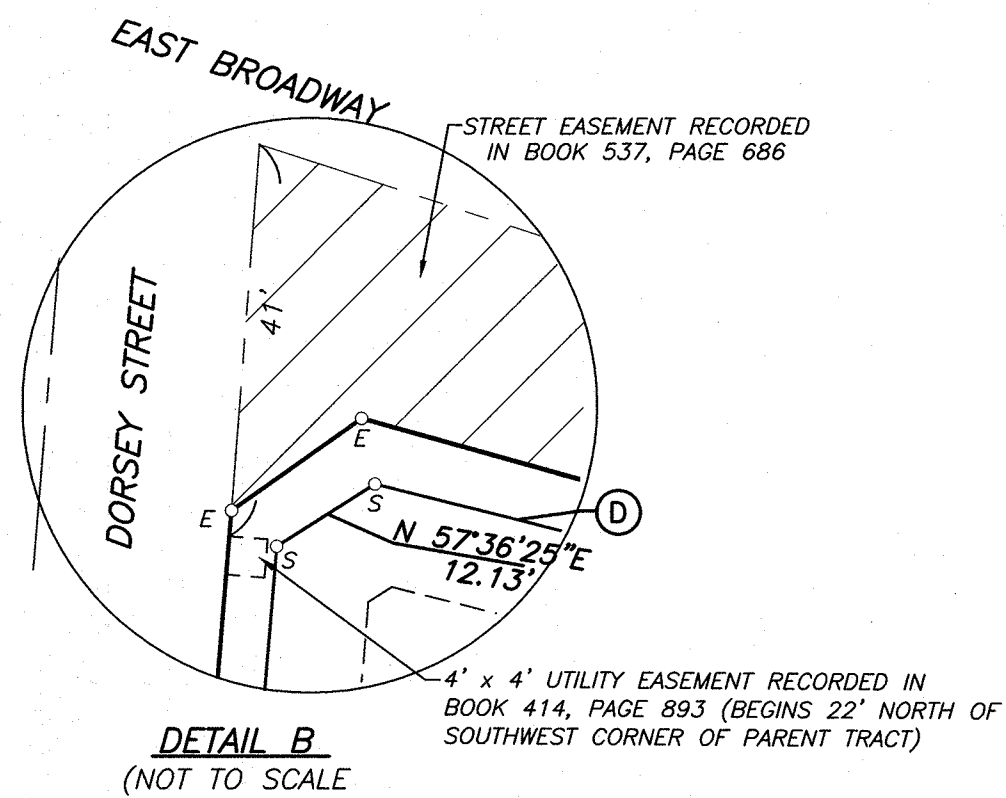 EAST BROADWAY
STREET EASEMENT RECORDED
IN BOOK 537, PAGE 686
DORSEY STREET
41'
E
E
S
S
D
N 57°36'25"E
12.13'
4' x 4' UTILITY EASEMENT RECORDED IN
BOOK 414, PAGE 893 (BEGINS 22' NORTH OF
SOUTHWEST CORNER OF PARENT TRACT)
DETAIL B
(NOT TO SCALE